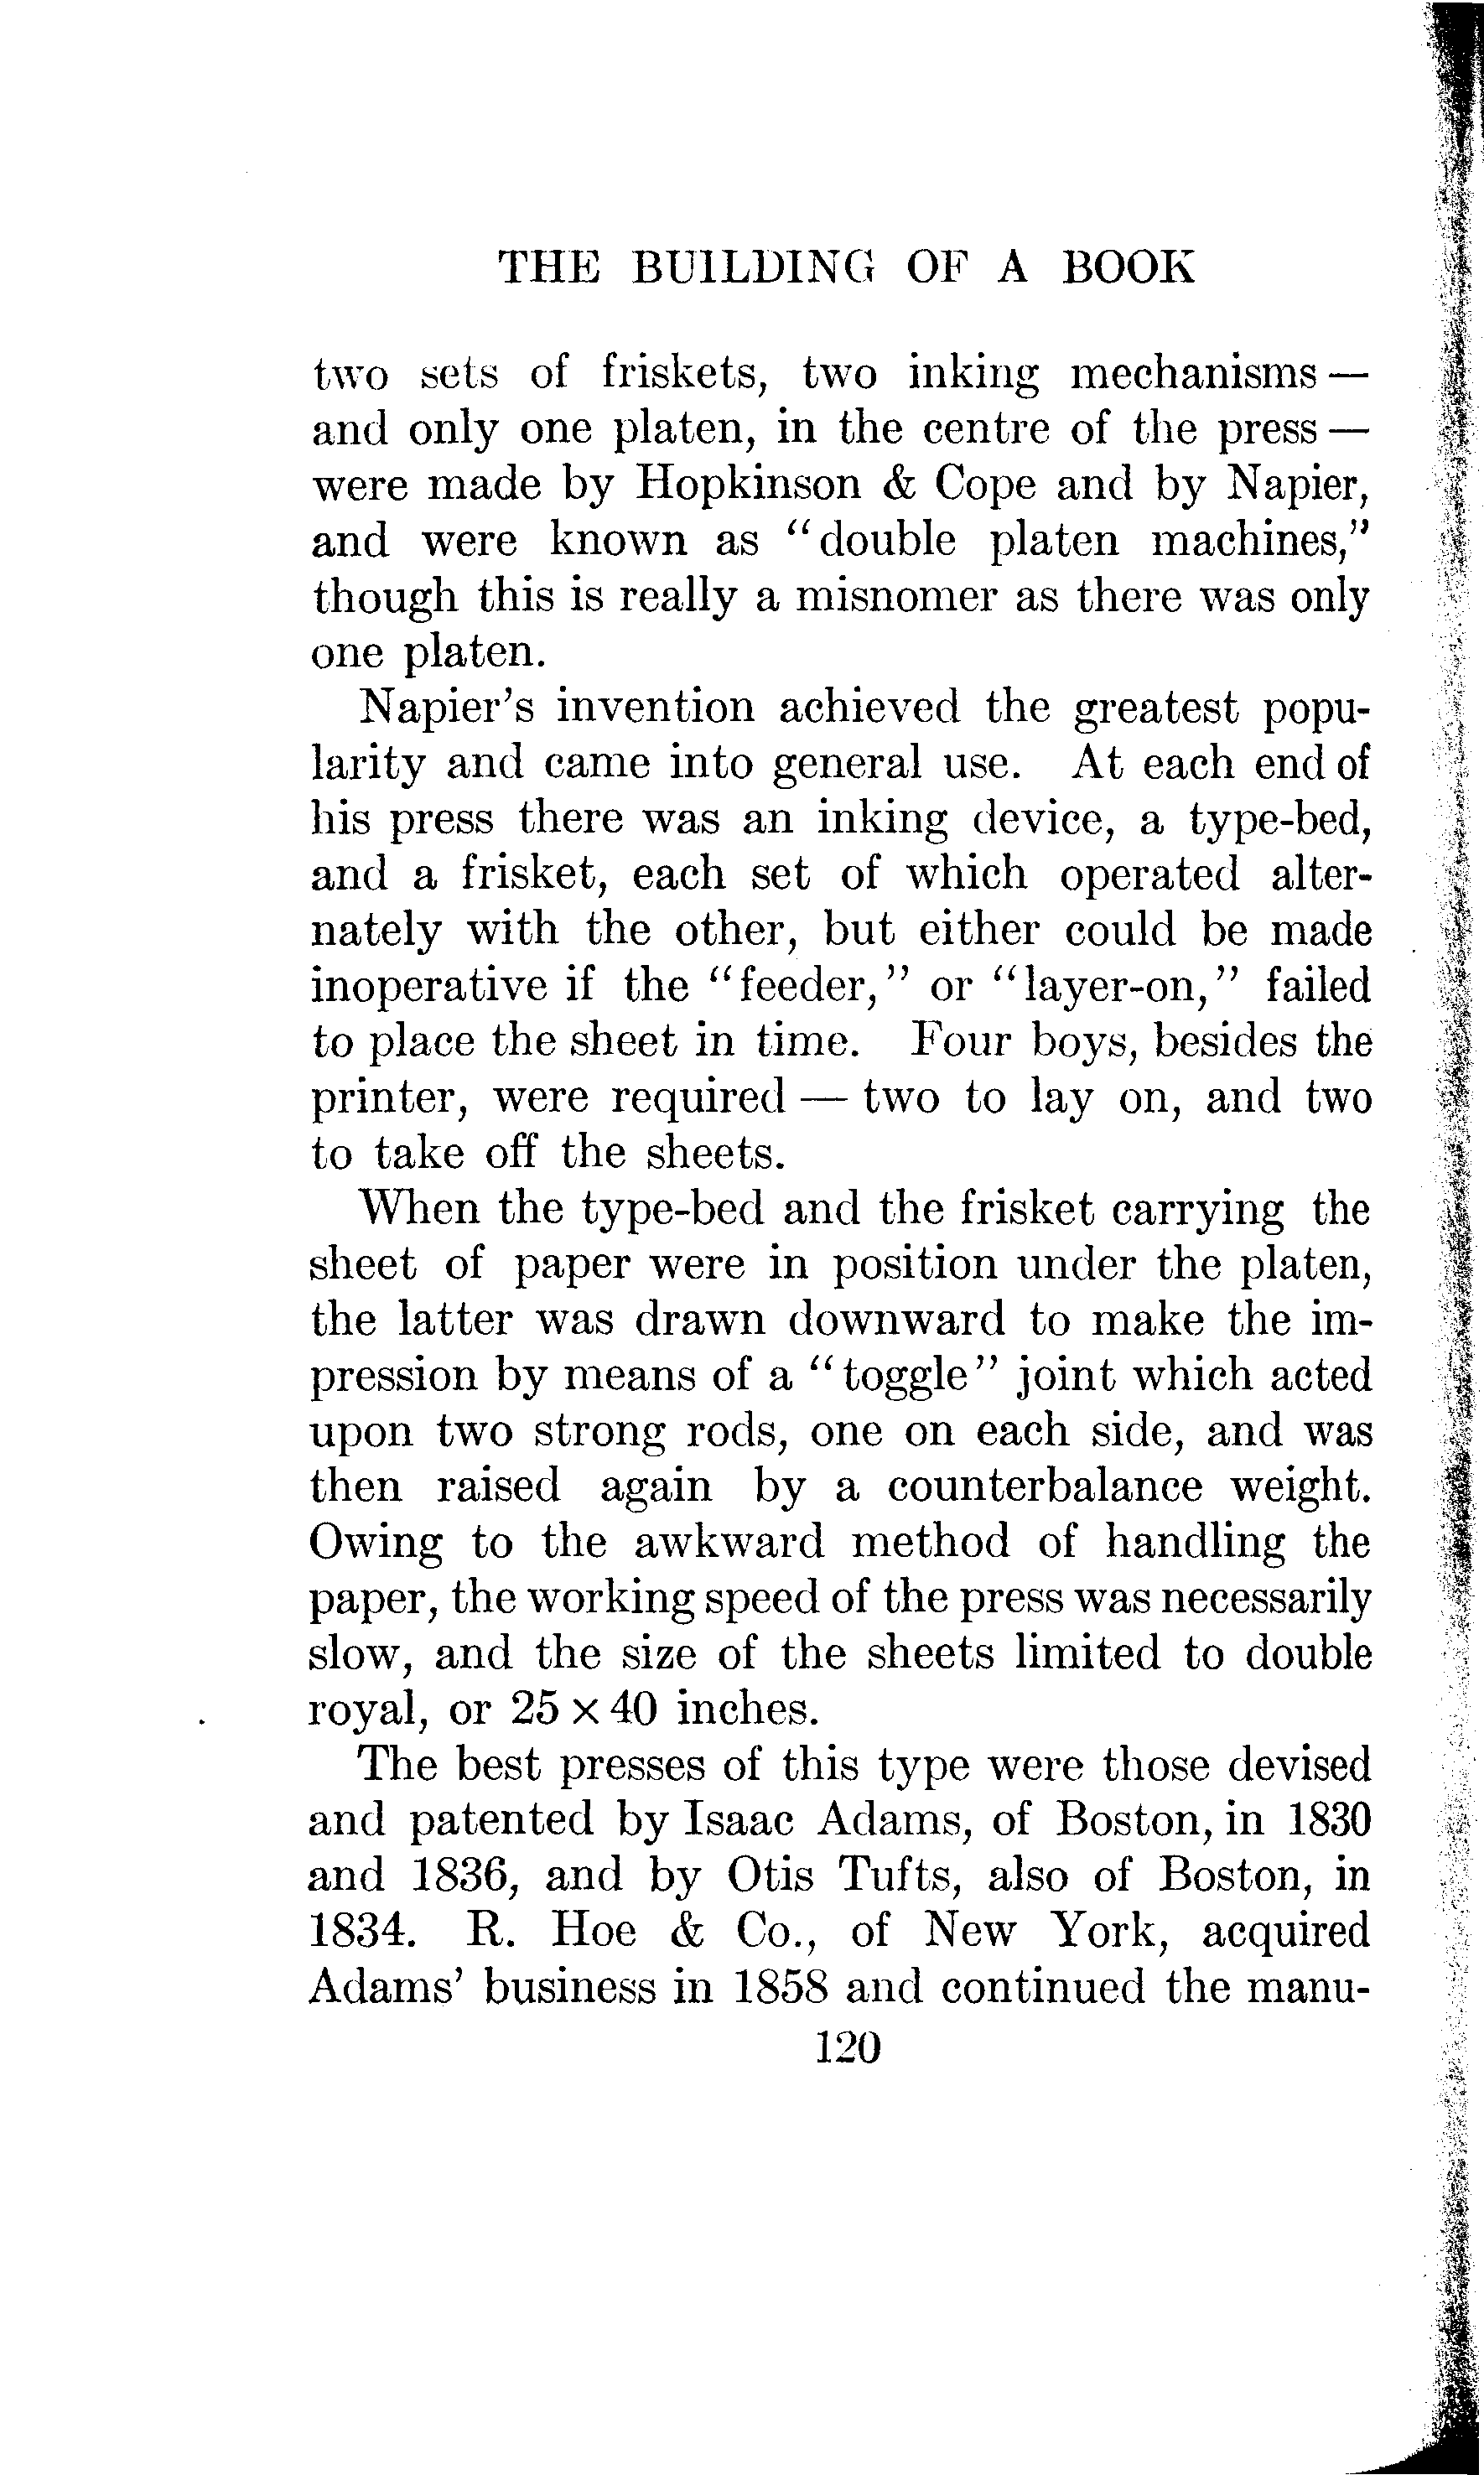 THE BUILDING OF A BOOK
two sets of friskets, two inking mechanisms —
and only one platen, in the centre of the press —
were made by Hopkinson & Cope and by Napier,
and were known as "double platen machines,"
though this is really a misnomer as there was only
one platen.
Napier's invention achieved the greatest popu-
larity and came into general use. At each end of
his press there was an inking device, a type-bed,
and a frisket, each set of which operated alter-
nately with the other, but either could be made
inoperative if the "feeder," or "layer-on," failed
to place the sheet in time. Four boys, besides the
printer, were required — two to lay on, and two
to take off the sheets.
When the type-bed and the frisket carrying the
sheet of paper were in position under the platen,
the latter was drawn downward to make the im-
pression by means of a "toggle" joint which acted
upon two strong rods, one on each side, and was
then raised again by a counterbalance weight.
Owing to the awkward method of handling the
paper, the working speed of the press was necessarily
slow, and the size of the sheets limited to double
royal, or 25 × 40 inches.
The best presses of this type were those devised
and patented by Isaac Adams, of Boston, in 1830
and 1836, and by Otis Tufts, also of Boston, in
1834. R. Hoe & Co., of New York, acquired
Adams' business in 1858 and continued the manu-
120